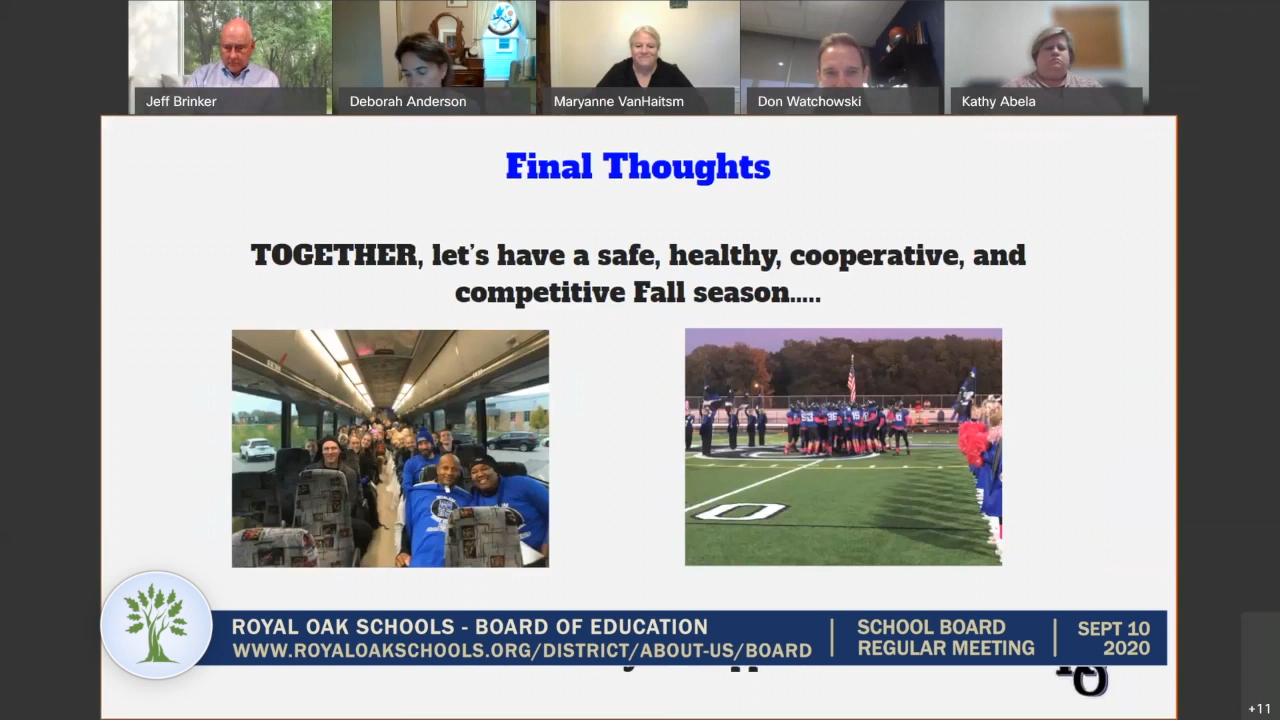 Jeff Brinker
Deborah Anderson
Maryanne VanHaitsm
Don Watchowski
Kathy Abela
Final Thoughts
TOGETHER, let's have a safe, healthy, cooperative, and
competitive Fall season.....
ROYAL OAK SCHOOLS - BOARD OF EDUCATION
WWW.ROYALOAKSCHOOLS.ORG/DISTRICT/ABOUT-US/BOARD
SCHOOL BOARD
REGULAR MEETING
SEPT 10
2020
+11